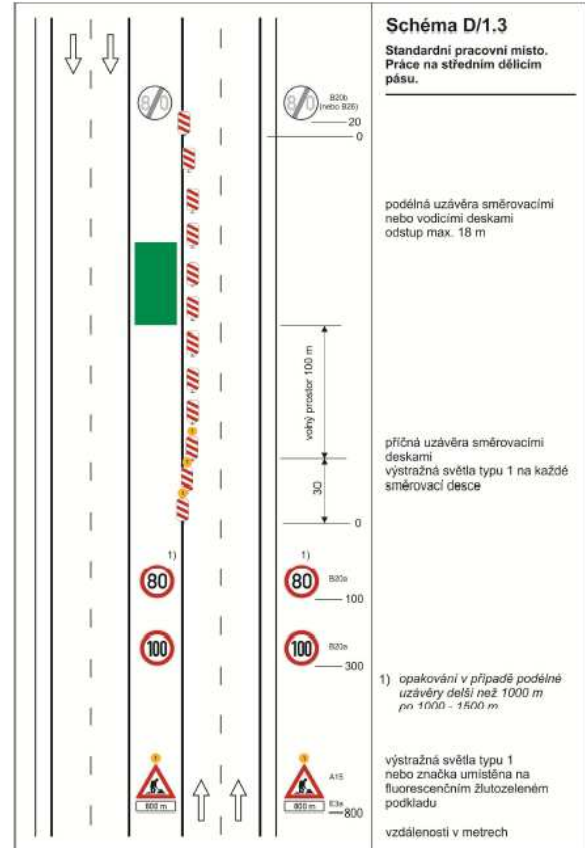 Schéma D/1.3
Standardní pracovní místo.
Práce na středním dělicím
pásu.
80
80
B20b
(nebo B26)
20
0
podélná uzávěra směrovacími
nebo vodicími deskami
odstup max. 18 m
volný prostor 100 m
příčná uzávěra směrovacími
deskami
výstražná světla typu 1 na každé
směrovací desce
30
0
1)
1)
80
80
B20a
100
100
100
B20a
300
1) opakování v případě podélné
uzávěry delší než 1000 m
po 1000 - 1500 m
výstražná světla typu 1
nebo značka umístěna na
fluorescenčním žlutozeleném
podkladu
1
1
A15
800 m
800 m
E3a
800
vzdálenosti v metrech